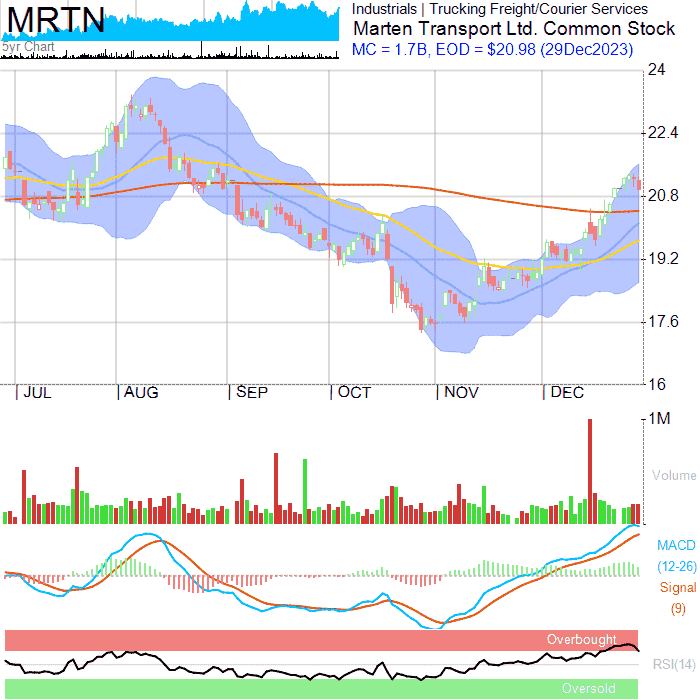 MRTN
5yr Chart
Industrials | Trucking Freight/Courier Services
Marten Transport Ltd. Common Stock
MC = 1.7B, EOD = $20.98 (29Dec2023)
24
22.4
20.8
19.2
17.6
16
JUL AUG SEP OCT NOV DEC
1M
Volume
MACD
(12-26)
Signal
(9)
Overbought
RSI(14)
Oversold